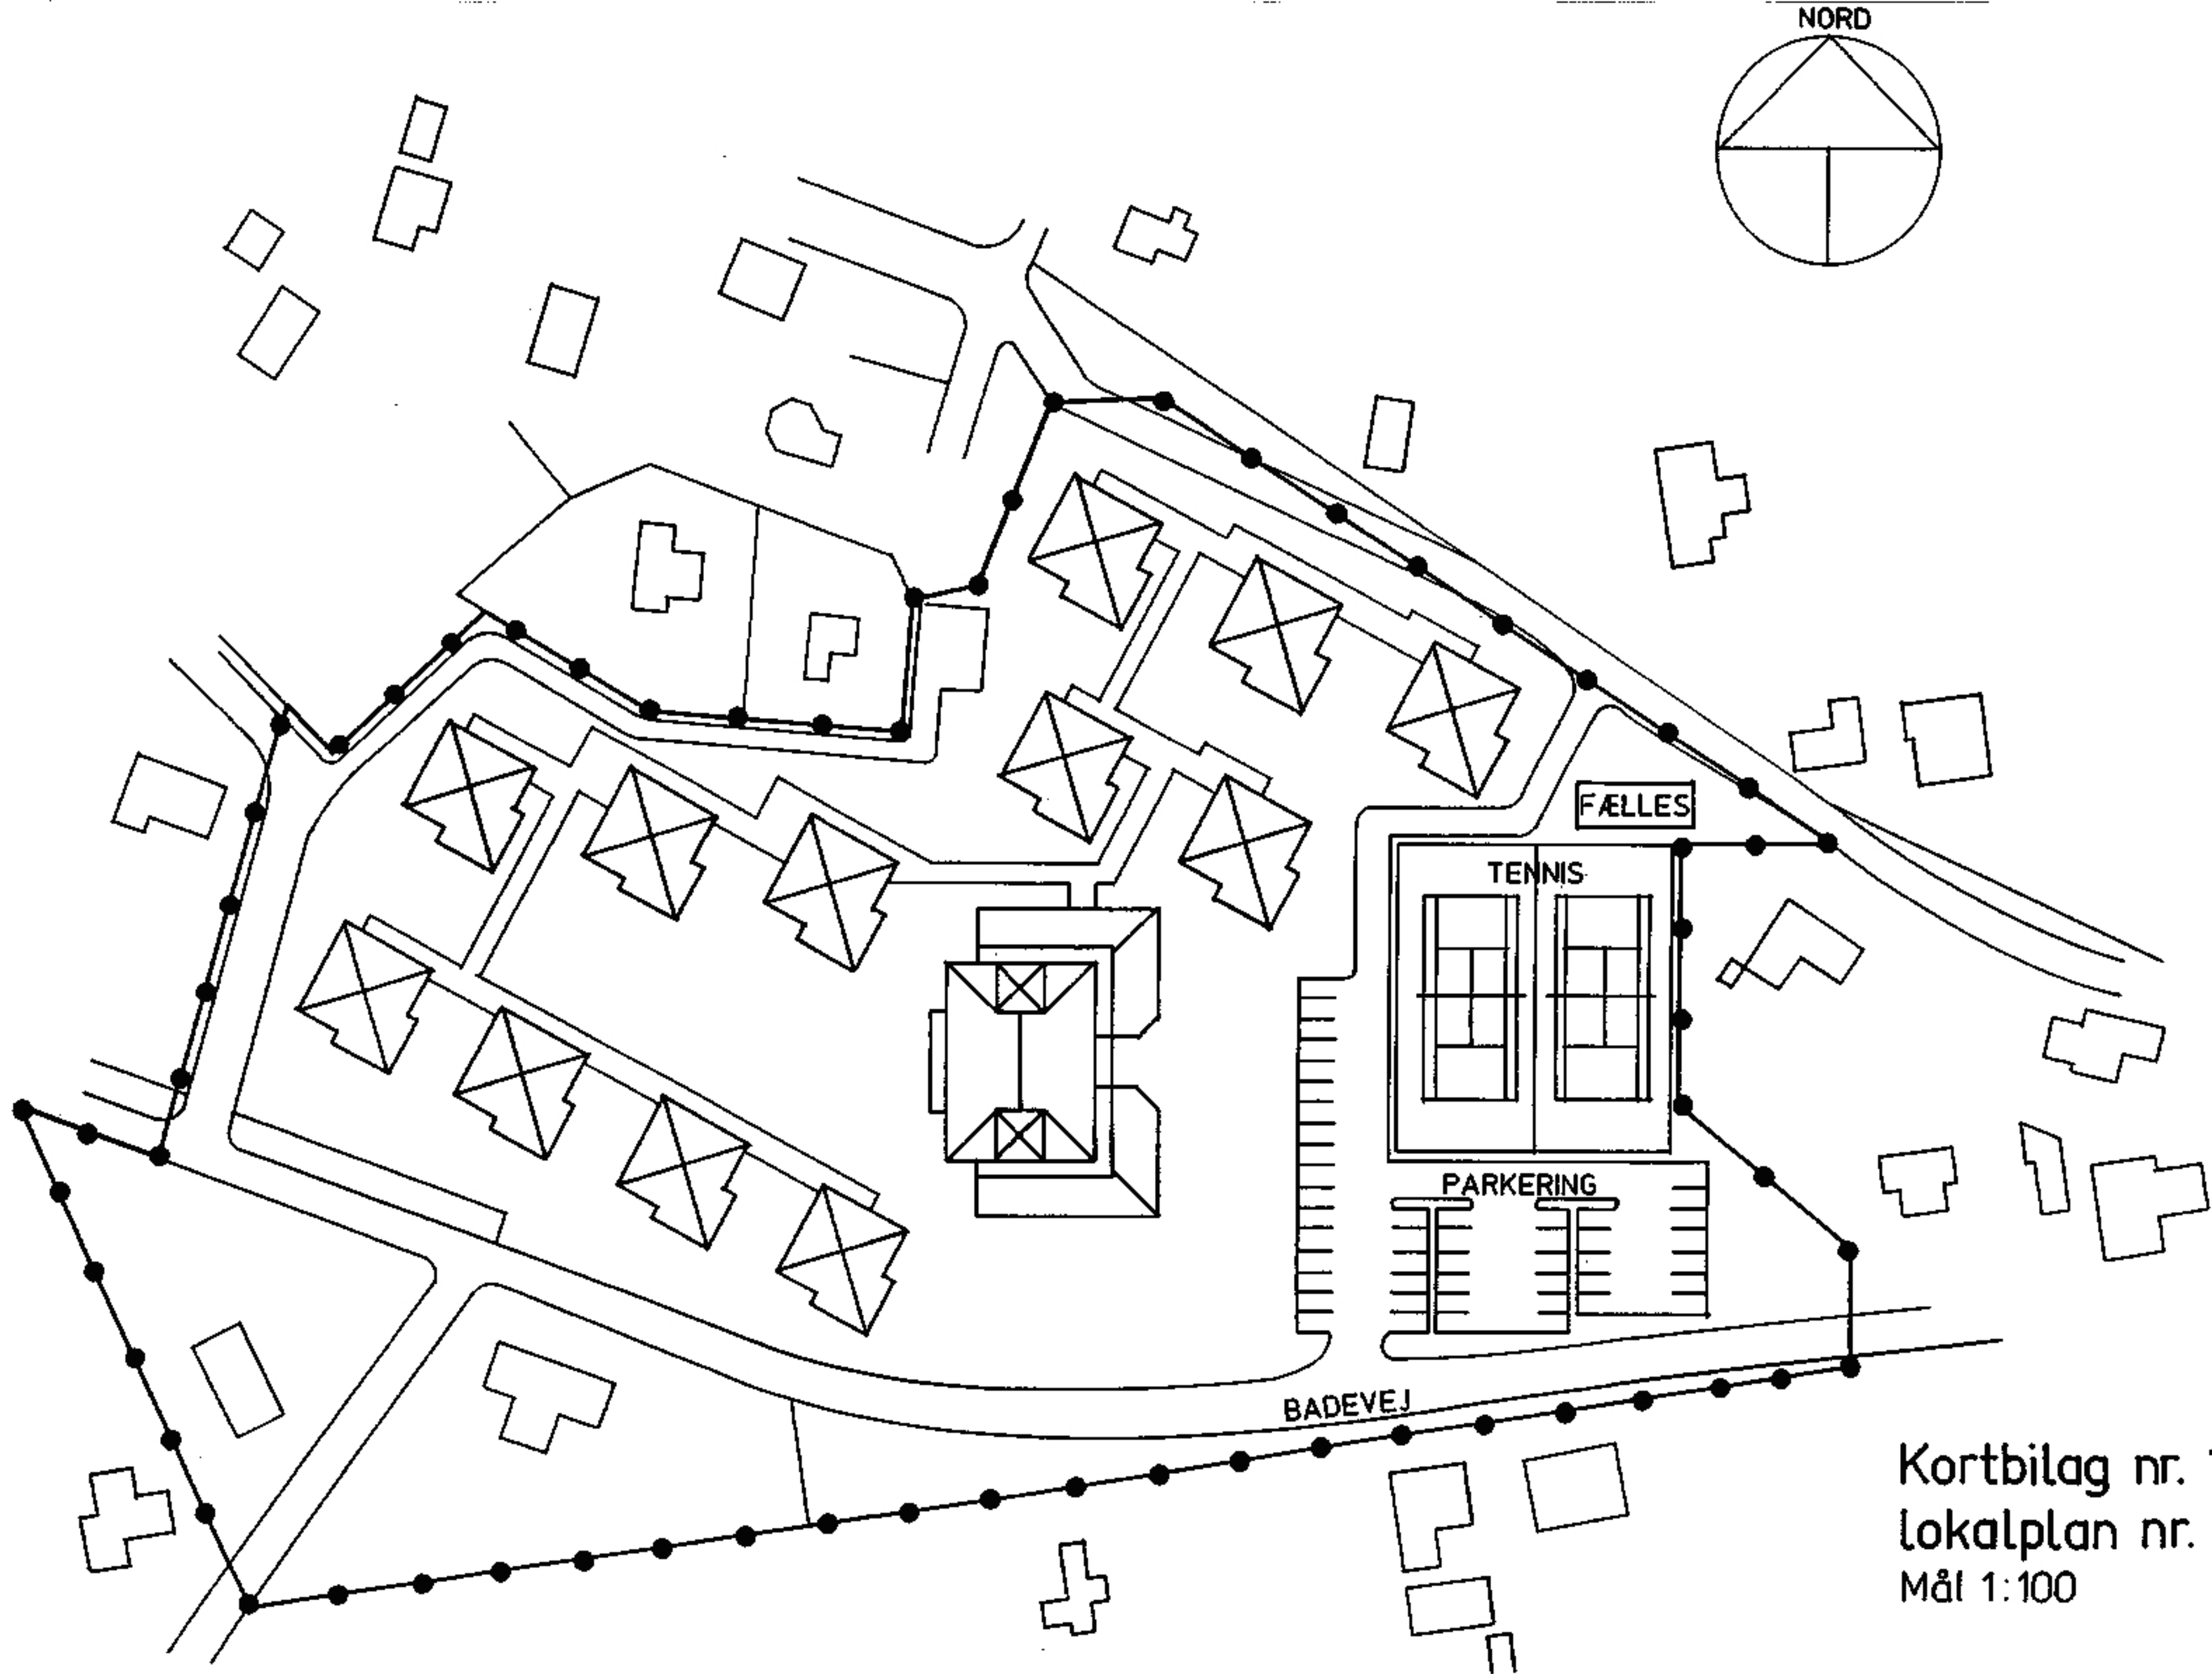 NORD
FÆLLES
TENNIS
PARKERING
BADEVEJ
Kortbilag nr.
lokalplan nr.
Mål 1:100